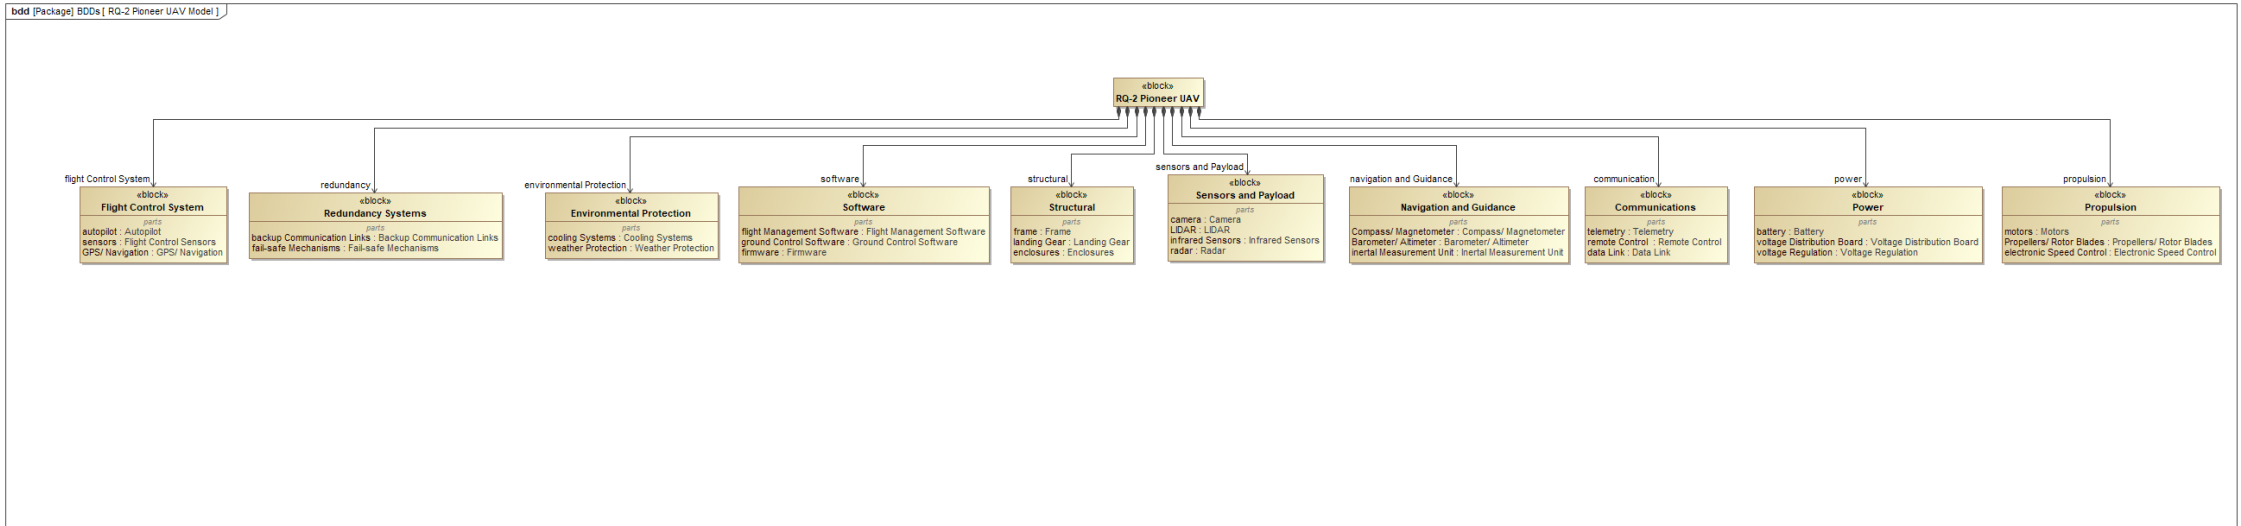 bdd [Package] BDDs [ RQ-2 Pioneer UAV Model ]
«block»
RQ-2 Pioneer UAV
flight Control System
«block»
Flight Control System
parts
autopilot : Autopilot
sensors : Flight Control Sensors
GPS/ Navigation : GPS/ Navigation
redundancy
«block»
Redundancy Systems
parts
backup Communication Links : Backup Communication Links
fail-safe Mechanisms : Fail-safe Mechanisms
environmental Protection
«block»
Environmental Protection
parts
cooling Systems : Cooling Systems
weather Protection : Weather Protection
software
«block»
Software
parts
flight Management Software : Flight Management Software
ground Control Software : Ground Control Software
firmware : Firmware
structural
«block»
Structural
parts
frame : Frame
landing Gear : Landing Gear
enclosures : Enclosures
sensors and Payload
«block»
Sensors and Payload
parts
camera : Camera
LIDAR : LIDAR
infrared Sensors : Infrared Sensors
radar : Radar
navigation and Guidance
«block»
Navigation and Guidance
parts
Compass/ Magnetometer : Compass/ Magnetometer
Barometer/ Altimeter : Barometer/ Altimeter
inertal Measurement Unit : Inertal Measurement Unit
communication
«block»
Communications
parts
telemetry : Telemetry
remote Control : Remote Control
data Link : Data Link
power
«block»
Power
parts
battery : Battery
voltage Distribution Board : Voltage Distribution Board
voltage Regulation : Voltage Regulation
propulsion
«block»
Propulsion
parts
motors : Motors
Propellers/ Rotor Blades : Propellers/ Rotor Blades
electronic Speed Control : Electronic Speed Control